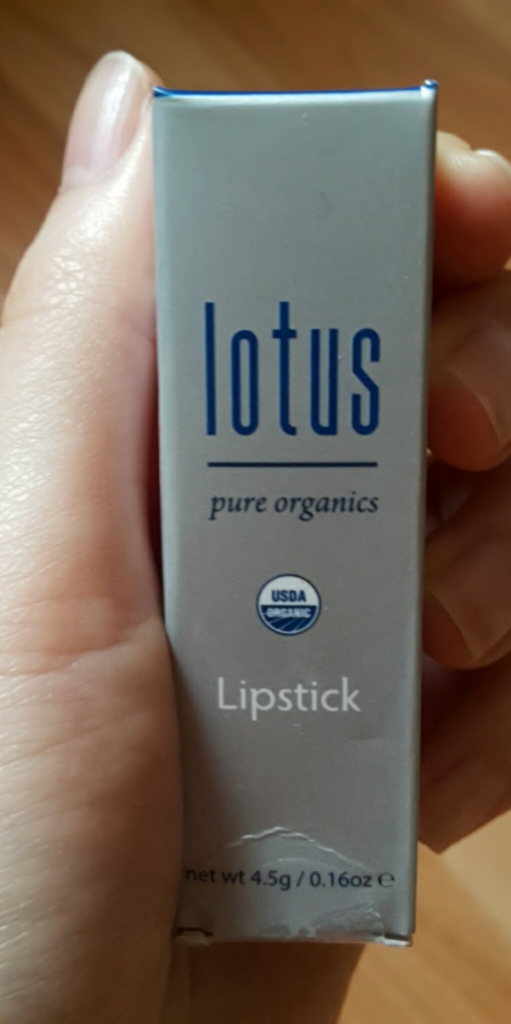 lotus
pure organics
USDA
ORGANIC
Lipstick
net wt 4.5g / 0.16oz ℮